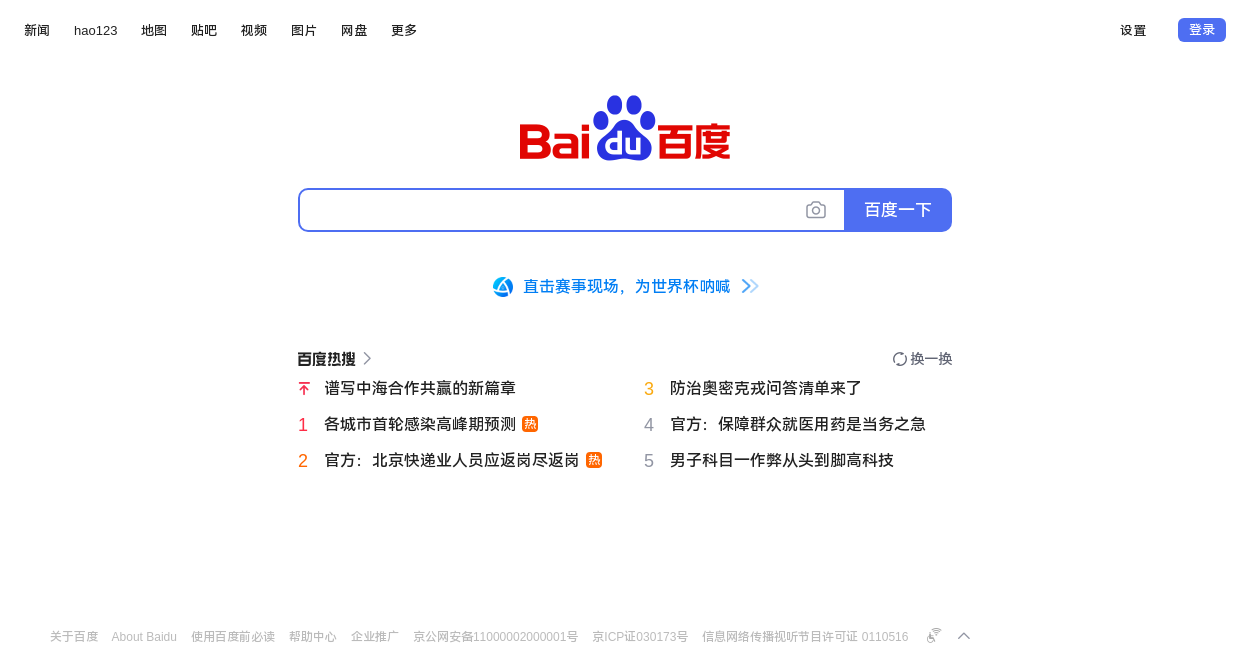 新闻 hao123 地图 贴吧 视频 图片 网盘 更多 设置 登录
Bai du 百度
百度一下
直击赛事现场，为世界杯呐喊
百度热搜 换一换
谱写中海合作共赢的新篇章
1 各城市首轮感染高峰期预测 热
2 官方：北京快递业人员应返岗尽返岗 热
3 防治奥密克戎问答清单来了
4 官方：保障群众就医用药是当务之急
5 男子科目一作弊从头到脚高科技
关于百度 About Baidu 使用百度前必读 帮助中心 企业推广 京公网安备11000002000001号 京ICP证030173号 信息网络传播视听节目许可证 0110516